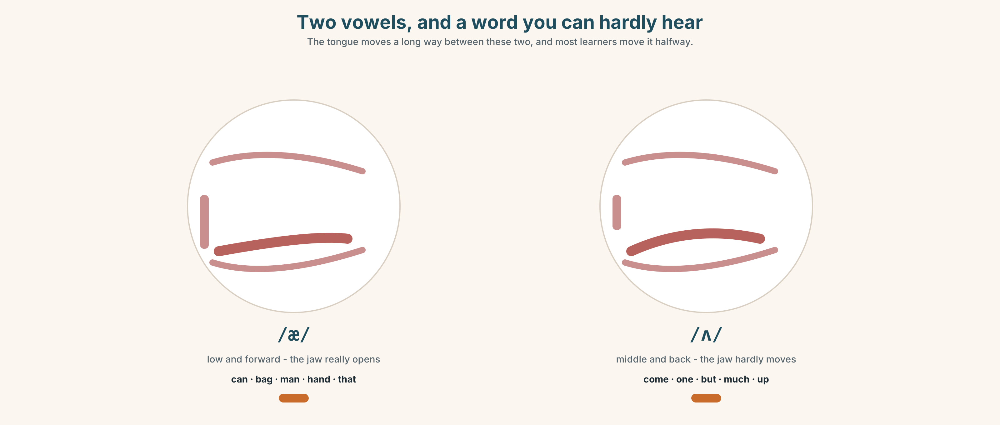 Two vowels, and a word you can hardly hear
The tongue moves a long way between these two, and most learners move it halfway.
/æ/
low and forward - the jaw really opens
can · bag · man · hand · that
/ʌ/
middle and back - the jaw hardly moves
come · one · but · much · up